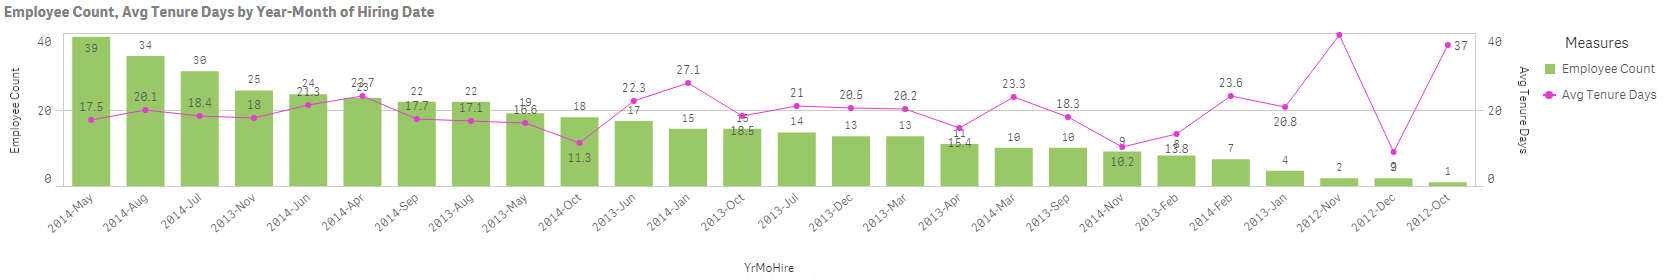 Employee Count, Avg Tenure Days by Year-Month of Hiring Date
Measures
Employee Count
Avg Tenure Days
Employee Count
40
20
0
Avg Tenure Days
40
20
0
39 34 30 25 24 23 22 22 19 18 17 15 15 14 13 13 11 10 10 9 8 7 4 2 2 1
17.5 20.1 18.4 18 21.3 23.7 17.7 17.1 16.6 11.3 22.3 27.1 18.5 21 20.5 20.2 15.4 23.3 18.3 10.2 13.8 23.6 20.8 9 37
2014-May 2014-Aug 2014-Jul 2013-Nov 2014-Jun 2014-Apr 2014-Sep 2013-Aug 2013-May 2014-Oct 2013-Jun 2014-Jan 2013-Oct 2013-Jul 2013-Dec 2013-Mar 2013-Apr 2014-Mar 2013-Sep 2014-Nov 2013-Feb 2014-Feb 2013-Jan 2012-Nov 2012-Dec 2012-Oct
YrMoHire